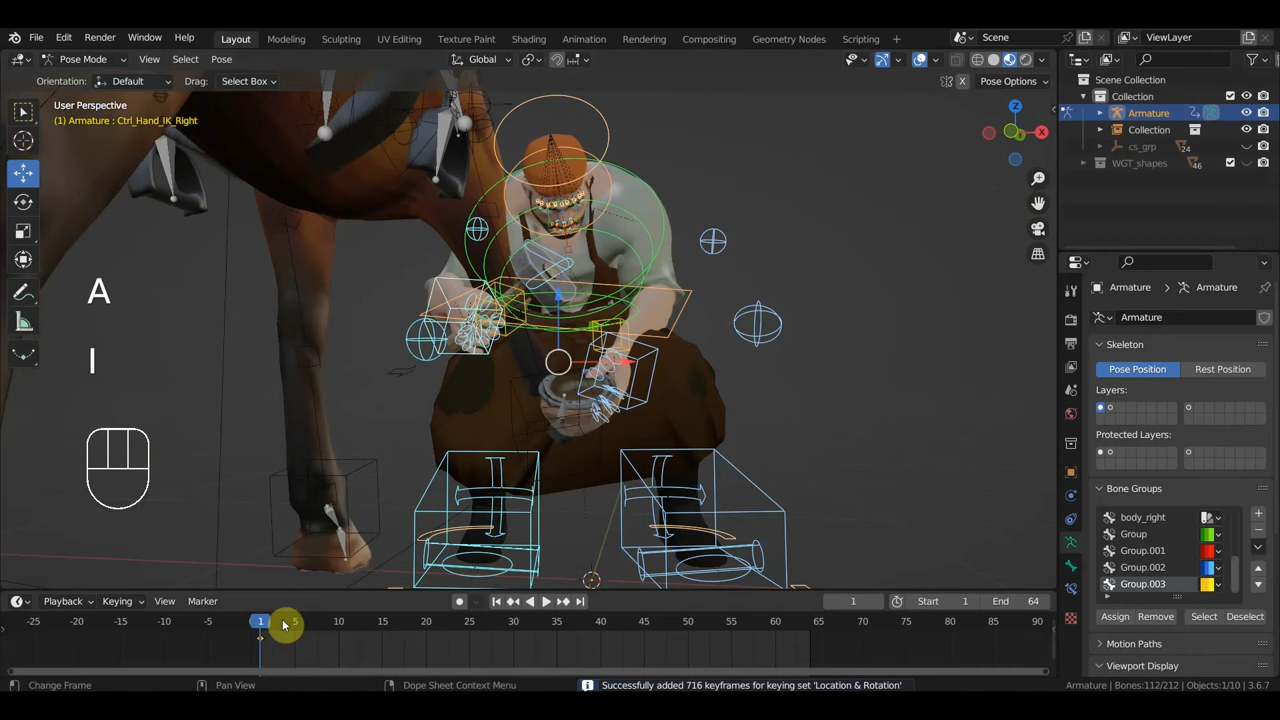 File Edit Render Window Help Layout Modeling Sculpting UV Editing Texture Paint Shading Animation Rendering Compositing Geometry Nodes Scripting + Scene ViewLayer
Pose Mode View Select Pose Global
Orientation: Default Drag: Select Box X Pose Options
User Perspective
(1) Armature : Ctrl_Hand_IK_Right
Z
X
A
I
Scene Collection
Collection
Armature
Collection
cs_grp 24
WGT_shapes 46
Armature Armature
Armature
Skeleton
Pose Position Rest Position
Layers:
Protected Layers:
Bone Groups
body_right
Group
Group.001
Group.002
Group.003
Assign Remove Select Deselect
Motion Paths
Viewport Display
Playback Keying View Marker 1 Start 1 End 64
-25 -20 -15 -10 -5 1 5 10 15 20 25 30 35 40 45 50 55 60 65 70 75 80 85 90
Change Frame Pan View Dope Sheet Context Menu Successfully added 716 keyframes for keying set 'Location & Rotation' Armature | Bones:112/212 | Objects:1/10 | 3.6.7